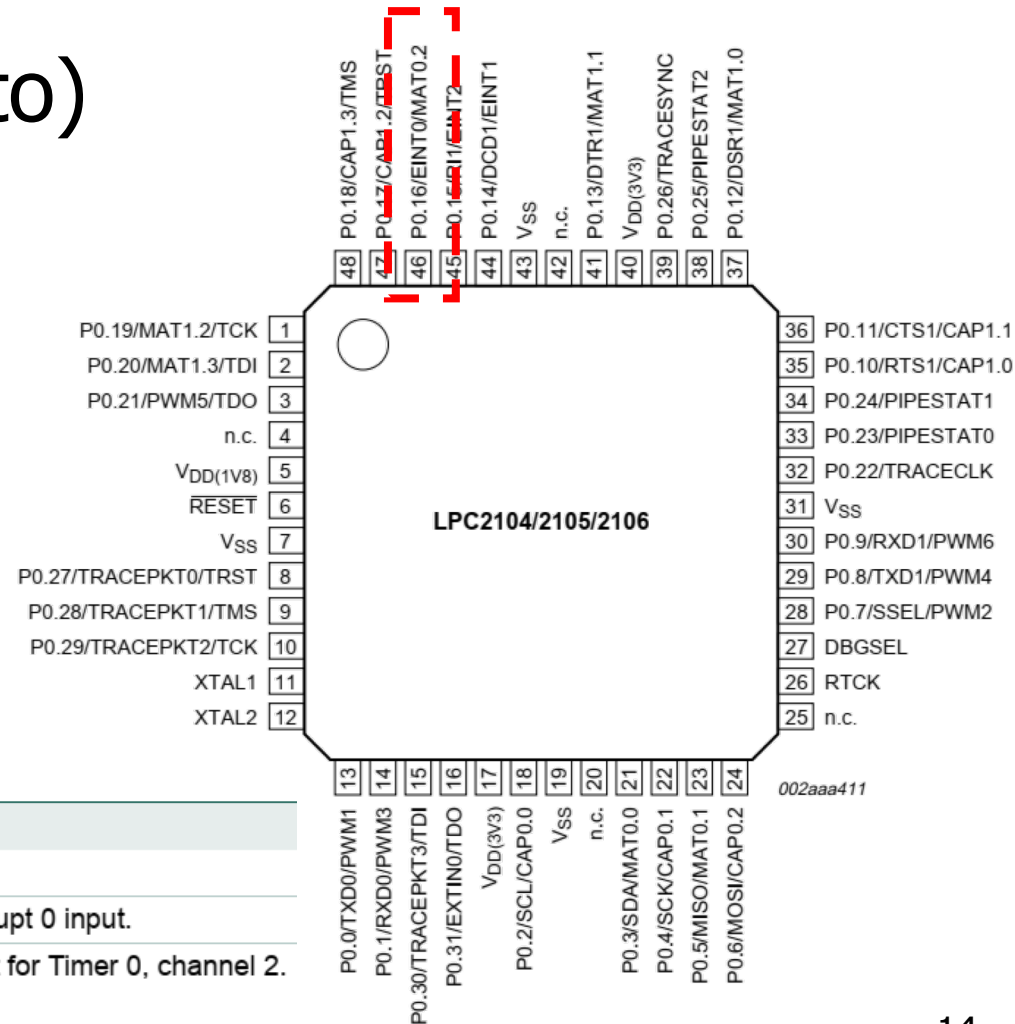 to)
P0.18/CAP1.3/TMS
P0.17/CAP1.2/TRST
P0.16/EINT0/MAT0.2
P0.15/RI1/EINT2
P0.14/DCD1/EINT1
VSS
n.c.
P0.13/DTR1/MAT1.1
VDD(3V3)
P0.26/TRACESYNC
P0.25/PIPESTAT2
P0.12/DSR1/MAT1.0
48 47 46 45 44 43 42 41 40 39 38 37
P0.19/MAT1.2/TCK 1
P0.20/MAT1.3/TDI 2
P0.21/PWM5/TDO 3
n.c. 4
VDD(1V8) 5
RESET 6
VSS 7
P0.27/TRACEPKT0/TRST 8
P0.28/TRACEPKT1/TMS 9
P0.29/TRACEPKT2/TCK 10
XTAL1 11
XTAL2 12
LPC2104/2105/2106
36 P0.11/CTS1/CAP1.1
35 P0.10/RTS1/CAP1.0
34 P0.24/PIPESTAT1
33 P0.23/PIPESTAT0
32 P0.22/TRACECLK
31 VSS
30 P0.9/RXD1/PWM6
29 P0.8/TXD1/PWM4
28 P0.7/SSEL/PWM2
27 DBGSEL
26 RTCK
25 n.c.
13 14 15 16 17 18 19 20 21 22 23 24
P0.0/TXD0/PWM1
P0.1/RXD0/PWM3
P0.30/TRACEPKT3/TDI
P0.31/EXTIN0/TDO
VDD(3V3)
P0.2/SCL/CAP0.0
VSS
n.c.
P0.3/SDA/MAT0.0
P0.4/SCK/CAP0.1
P0.5/MISO/MAT0.1
P0.6/MOSI/CAP0.2
002aaa411
upt 0 input.
for Timer 0, channel 2.
14